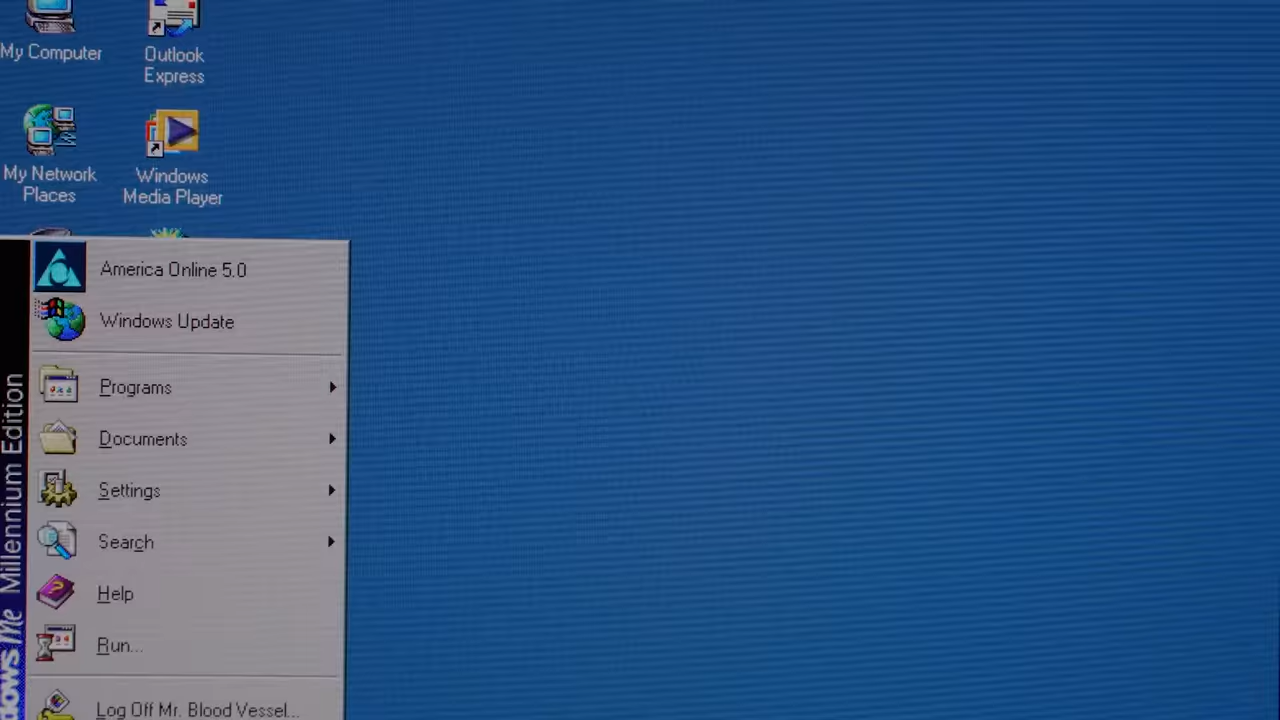 My Computer
Outlook
Express
My Network
Places
Windows
Media Player
America Online 5.0
Windows Update
Programs
Documents
Settings
Search
Help
Run...
Log Off Mr. Blood Vessel...
dows Me Millennium Edition